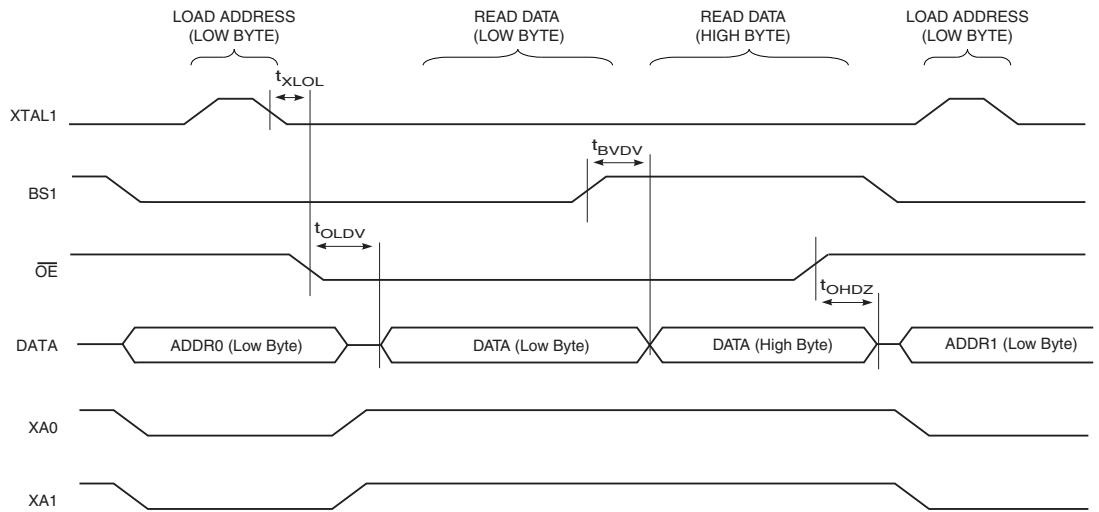 LOAD ADDRESS
(LOW BYTE)
READ DATA
(LOW BYTE)
READ DATA
(HIGH BYTE)
LOAD ADDRESS
(LOW BYTE)
tXLOL
XTAL1
tBVDV
BS1
tOLDV
OE
tOHDZ
DATA
ADDR0 (Low Byte)
DATA (Low Byte)
DATA (High Byte)
ADDR1 (Low Byte)
XA0
XA1